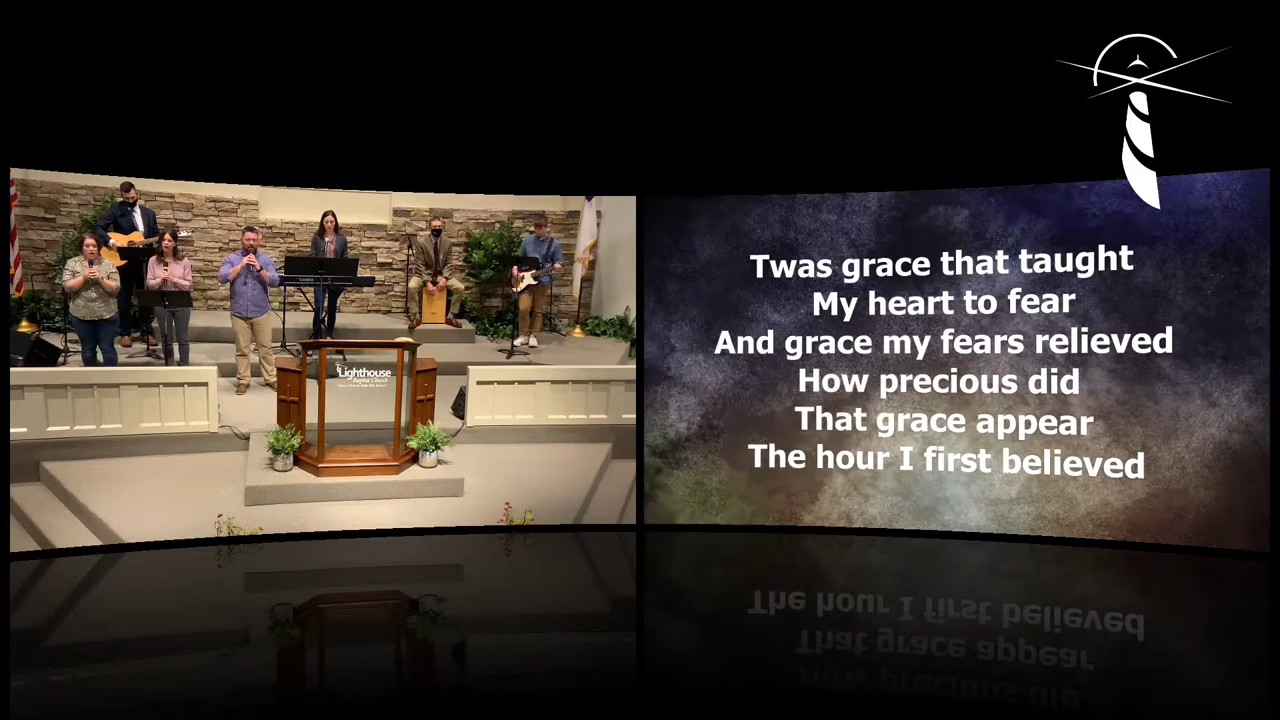 Lighthouse
Baptist Church
CASIO
Twas grace that taught
My heart to fear
And grace my fears relieved
How precious did
That grace appear
The hour I first believed